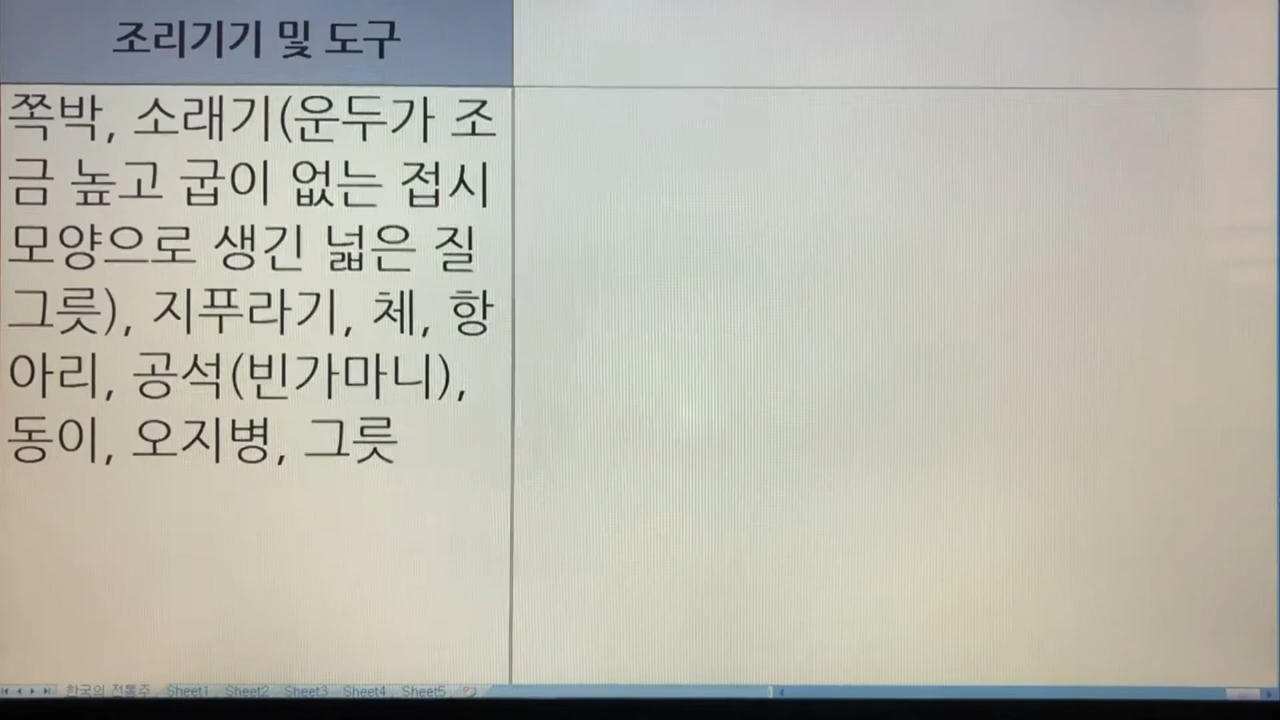 조리기기 및 도구
쪽박, 소래기(운두가 조
금 높고 굽이 없는 접시
모양으로 생긴 넓은 질
그릇), 지푸라기, 체, 항
아리, 공석(빈가마니),
동이, 오지병, 그릇
한국의 전통주 Sheet1 Sheet2 Sheet3 Sheet4 Sheet5